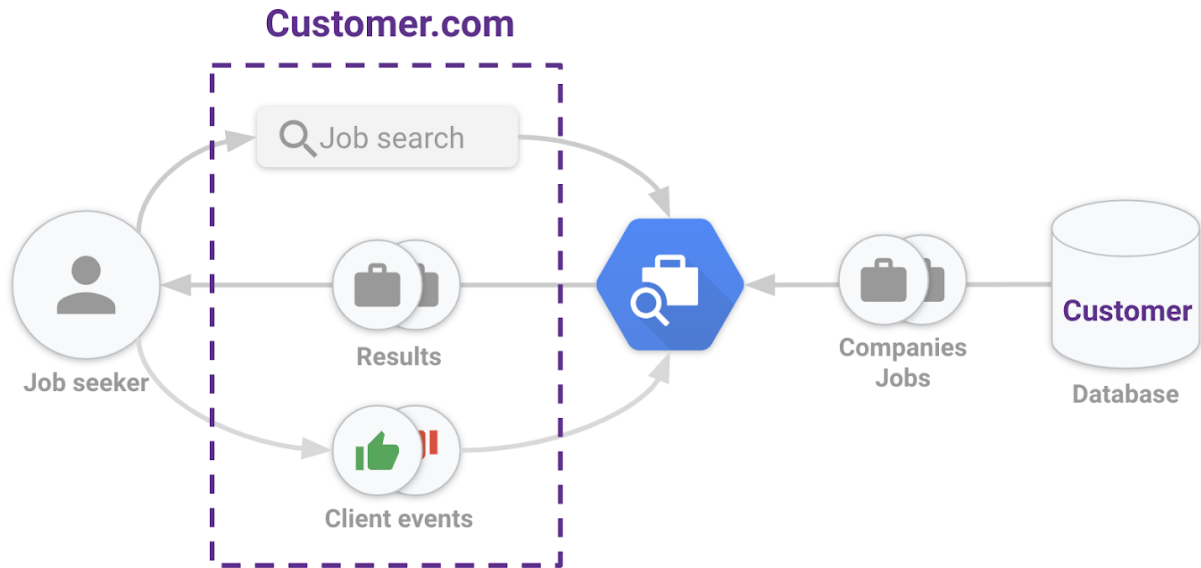 Customer.com
Job search
Results
Job seeker
Client events
Companies
Jobs
Customer
Database